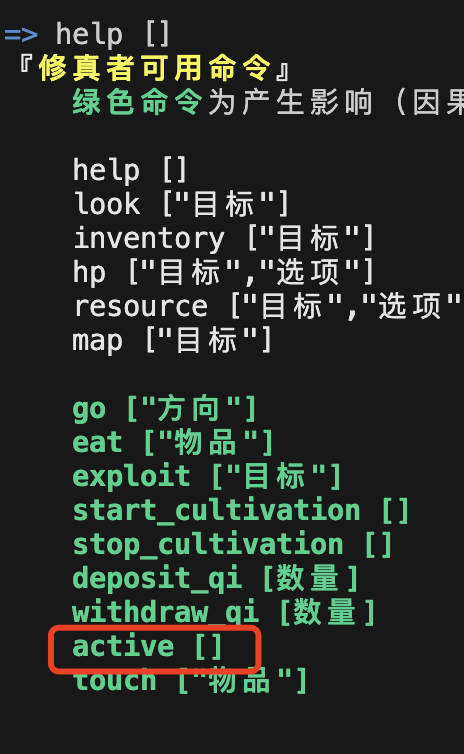 => help []
『修真者可用命令』
绿色命令为产生影响（因果
help []
look ["目标"]
inventory ["目标"]
hp ["目标","选项"]
resource ["目标","选项"
map ["目标"]
go ["方向"]
eat ["物品"]
exploit ["目标"]
start_cultivation []
stop_cultivation []
deposit_qi [数量]
withdraw_qi [数量]
active []
touch ["物品"]